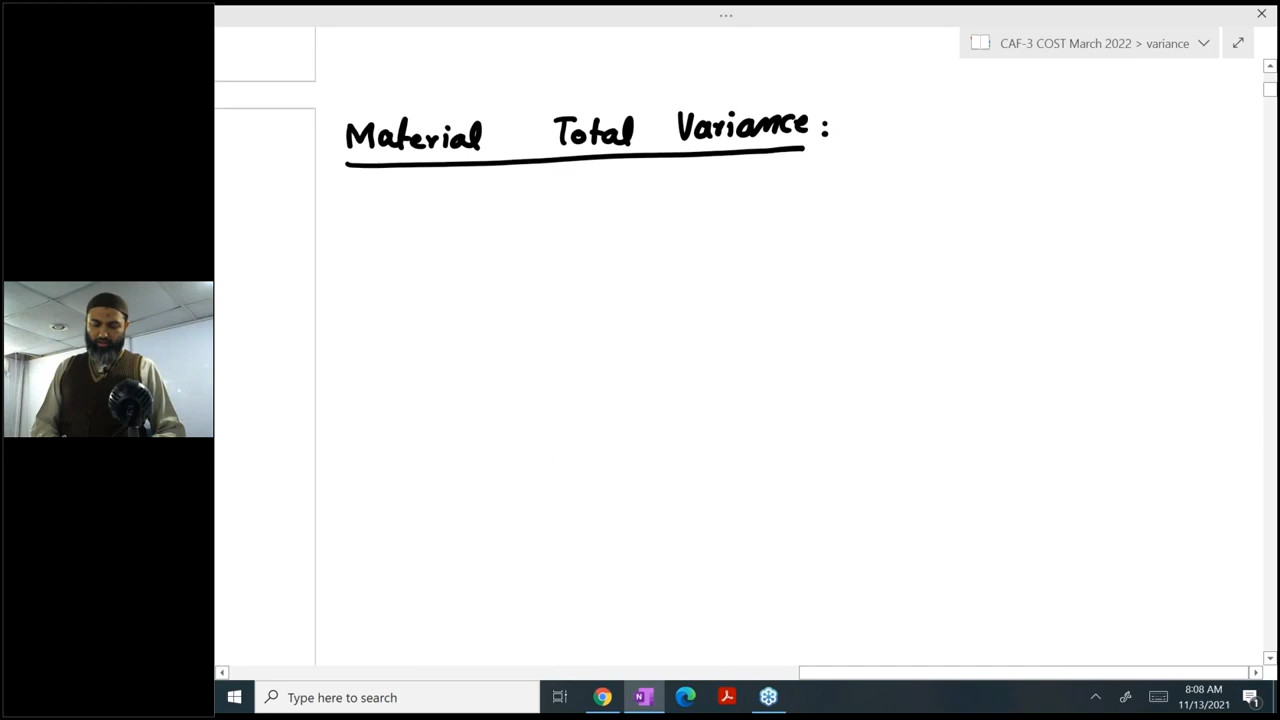 CAF-3 COST March 2022 > variance
Material Total Variance:
Type here to search
8:08 AM
11/13/2021
1